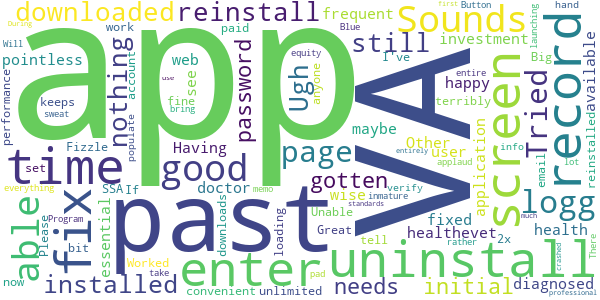 downloaded
reinstall
frequent
Sounds
first
Button
hand
During
Will
work
paid
Blue
investment
Big
launching
pointless
web
see
I've
still
record
available
reinstalled
app
VA
screen
Tried
nothing
account
password
Ugh
anyone
equity
happy
performance
keeps
fine
bring
use
entire
sweat
populate
maybe
terribly
Fizzle
Having
page
Other
user
application
info
email
lot
time
good
entirely
applaud
set
SSA
If
doctor
memo
gotten
verify
immature
wise
logg
everything
Program
standards
able
fix
past
Unable
fixed
much
Please
essential
downloads
loading
Great
healthevet
2x
health
There
bit
tell
rather
crashed
now
Worked
take
enter
pad
uninstall
installed
convenient
unlimited
needs
initial
diagnosed
professional